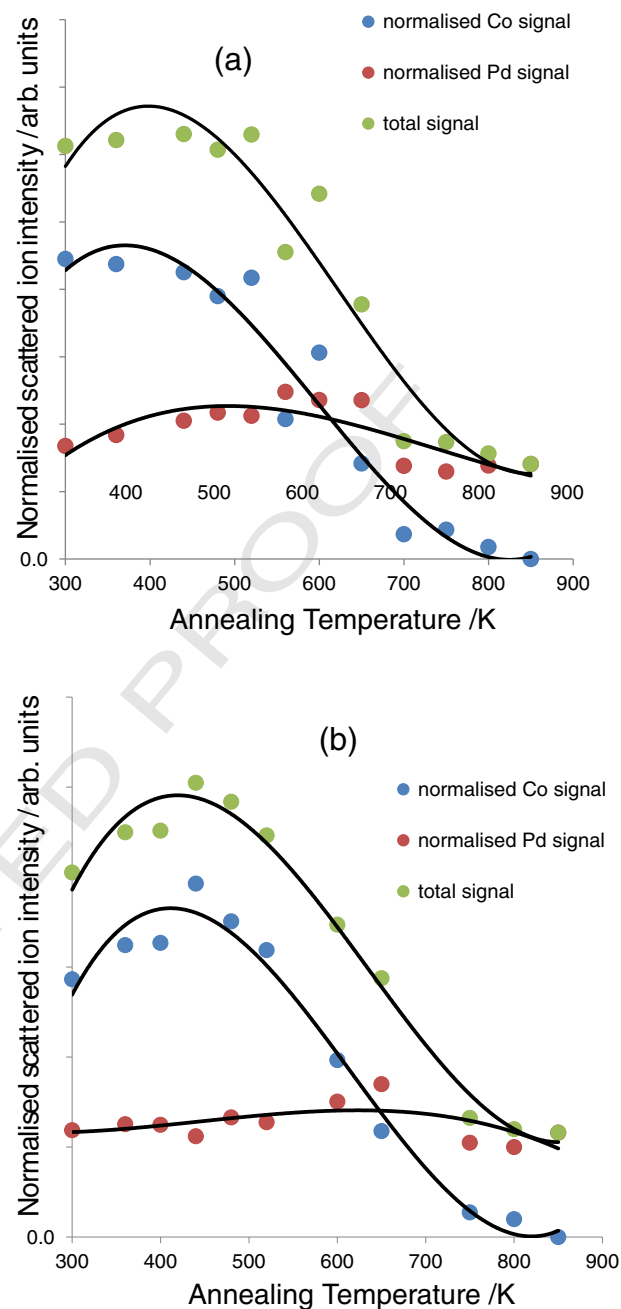 (a)
normalised Co signal
normalised Pd signal
total signal
Normalised scattered ion intensity / arb. units
400 500 600 700 800 900
0.0
300 400 500 600 700 800 900
Annealing Temperature /K
ED PROOF
(b)
normalised Co signal
normalised Pd signal
total signal
Normalised scattered ion intensity / arb. units
0.0
300 400 500 600 700 800 900
Annealing Temperature /K